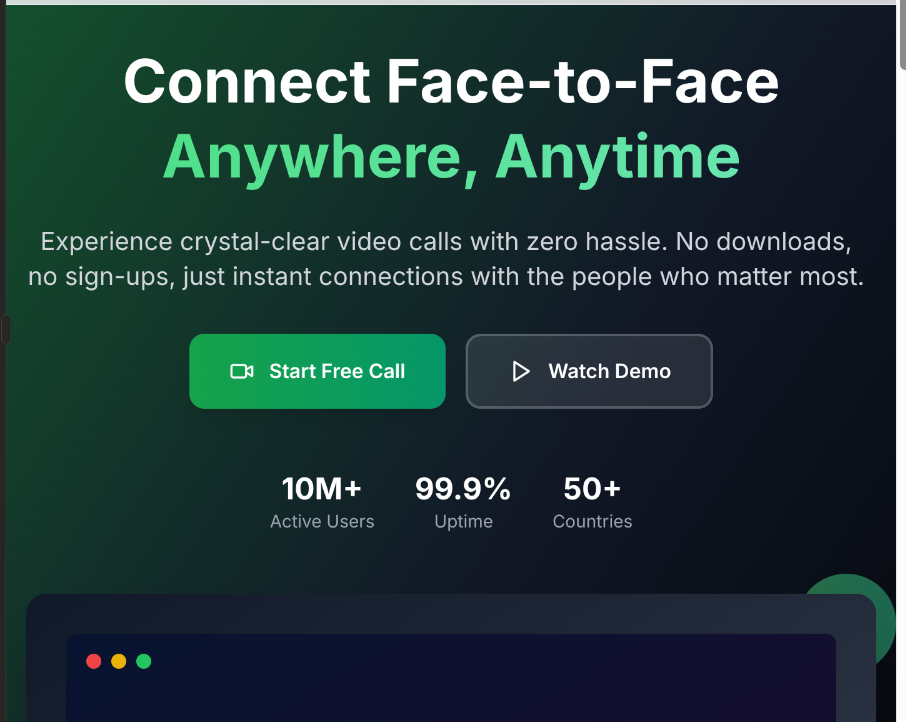 Connect Face-to-Face
Anywhere, Anytime
Experience crystal-clear video calls with zero hassle. No downloads,
no sign-ups, just instant connections with the people who matter most.
Start Free Call
Watch Demo
10M+
Active Users
99.9%
Uptime
50+
Countries